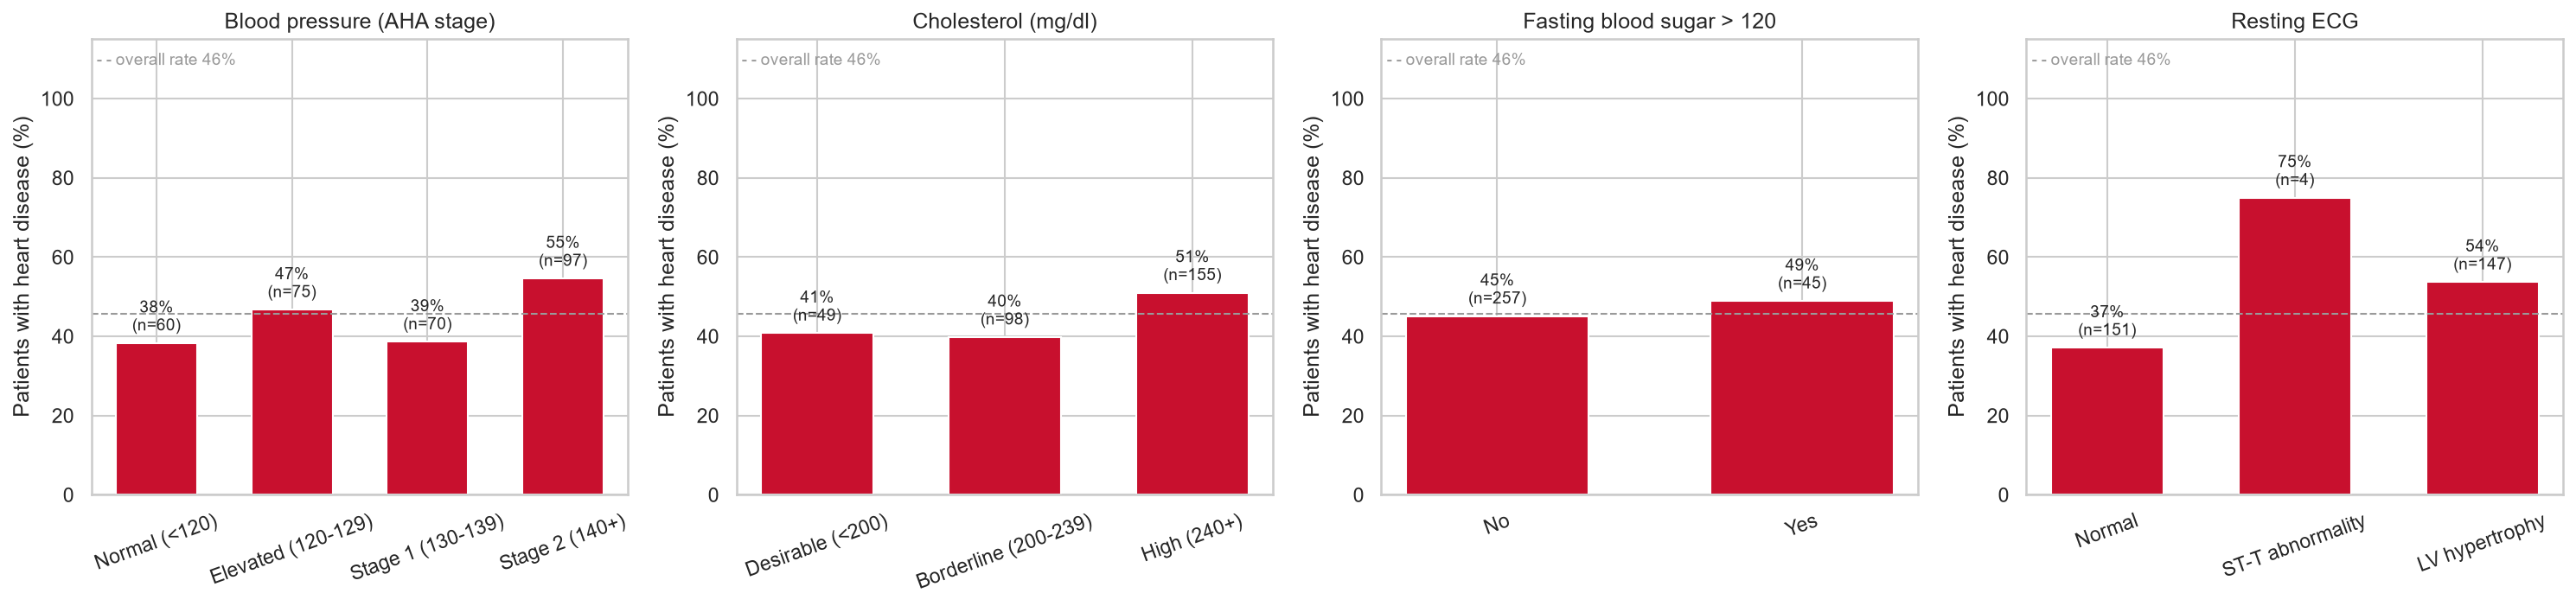 Blood pressure (AHA stage)
overall rate 46%
Patients with heart disease (%)
100
80
60
40
20
0
38%
(n=60)
47%
(n=75)
39%
(n=70)
55%
(n=97)
Normal (<120)
Elevated (120-129)
Stage 1 (130-139)
Stage 2 (140+)
Cholesterol (mg/dl)
overall rate 46%
Patients with heart disease (%)
100
80
60
40
20
0
41%
(n=49)
40%
(n=98)
51%
(n=155)
Desirable (<200)
Borderline (200-239)
High (240+)
Fasting blood sugar > 120
overall rate 46%
Patients with heart disease (%)
100
80
60
40
20
0
45%
(n=257)
49%
(n=45)
No
Yes
Resting ECG
overall rate 46%
Patients with heart disease (%)
100
80
60
40
20
0
37%
(n=151)
75%
(n=4)
54%
(n=147)
Normal
ST-T abnormality
LV hypertrophy